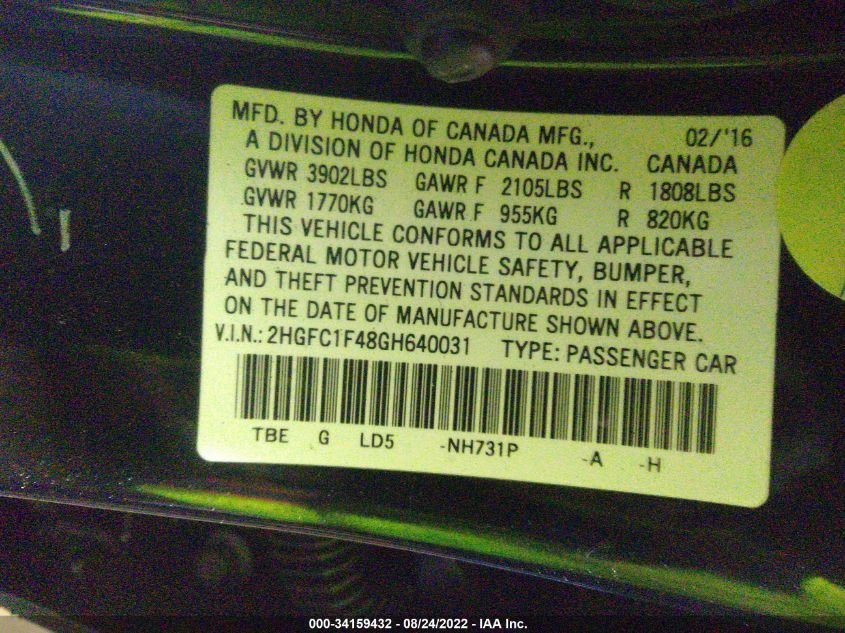 MFD. BY HONDA OF CANADA MFG., 02/'16
A DIVISION OF HONDA CANADA INC. CANADA
GVWR 3902LBS GAWR F 2105LBS R 1808LBS
GVWR 1770KG GAWR F 955KG R 820KG
THIS VEHICLE CONFORMS TO ALL APPLICABLE
FEDERAL MOTOR VEHICLE SAFETY, BUMPER,
AND THEFT PREVENTION STANDARDS IN EFFECT
ON THE DATE OF MANUFACTURE SHOWN ABOVE.
V.I.N.: 2HGFC1F48GH640031 TYPE: PASSENGER CAR
TBE G LD5 -NH731P -A -H
000-34159432 - 08/24/2022 - IAA Inc.